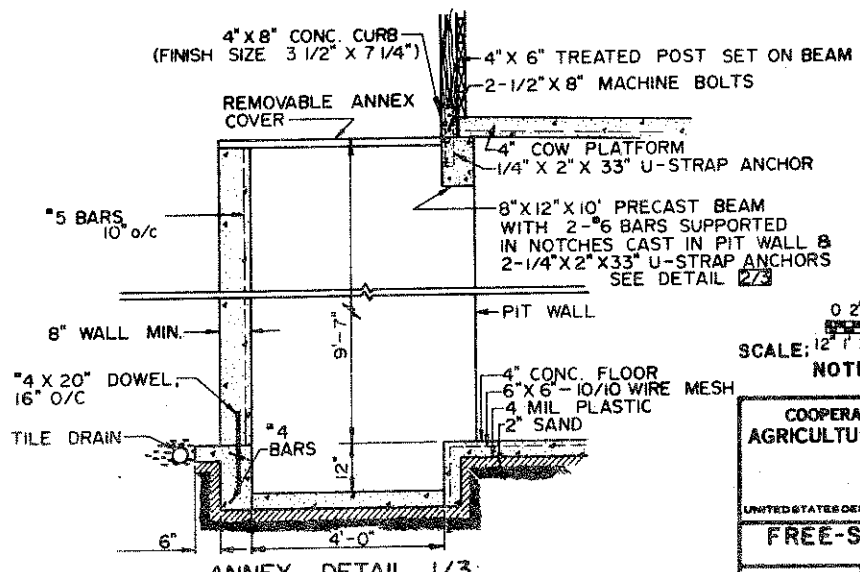 4" X 8" CONC. CURB
(FINISH SIZE 3 1/2" X 7 1/4")
4" X 6" TREATED POST SET ON BEAM
2-1/2" X 8" MACHINE BOLTS
REMOVABLE ANNEX
COVER
4" COW PLATFORM
1/4" X 2" X 33" U-STRAP ANCHOR
#5 BARS
10" o/c
8" X 12" X 10' PRECAST BEAM
WITH 2-#6 BARS SUPPORTED
IN NOTCHES CAST IN PIT WALL &
2-1/4" X 2" X 33" U-STRAP ANCHORS
SEE DETAIL 2/3
8" WALL MIN.
9'-7"
PIT WALL
0 2"
SCALE: 12" 1'
NOT
#4 X 20" DOWEL,
16" O/C
4" CONC. FLOOR
6" X 6"-10/10 WIRE MESH
4 MIL PLASTIC
2" SAND
TILE DRAIN
#4
BARS
12"
COOPERA
AGRICULTU
UNITED STATES DE
FREE-S
6"
4'-0"
ANNEX DETAIL 1/3